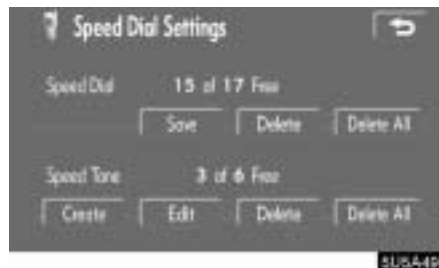 Speed Dial Settings
Speed Dial 15 of 17 Free
Save Delete Delete All
Speed Tone 3 of 6 Free
Create Edit Delete Delete All